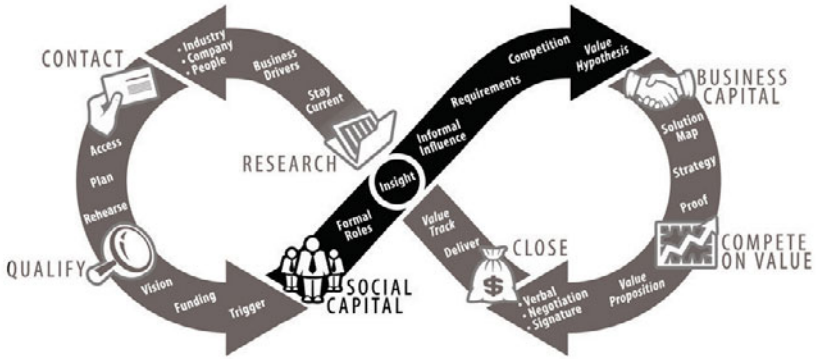 RESEARCH
Stay Current
Business
Drivers
• Industry
• Company
• People
CONTACT
Access
Plan
Rehearse
QUALIFY
Vision
Funding
Trigger
SOCIAL
CAPITAL
Formal
Roles
Insight
Informal
Influence
Requirements
Competition
Value
Hypothesis
BUSINESS
CAPITAL
Solution
Map
Strategy
Proof
COMPETE
ON VALUE
Value
Proposition
• Verbal
• Negotiation
• Signature
CLOSE
$
Deliver
Value
Track